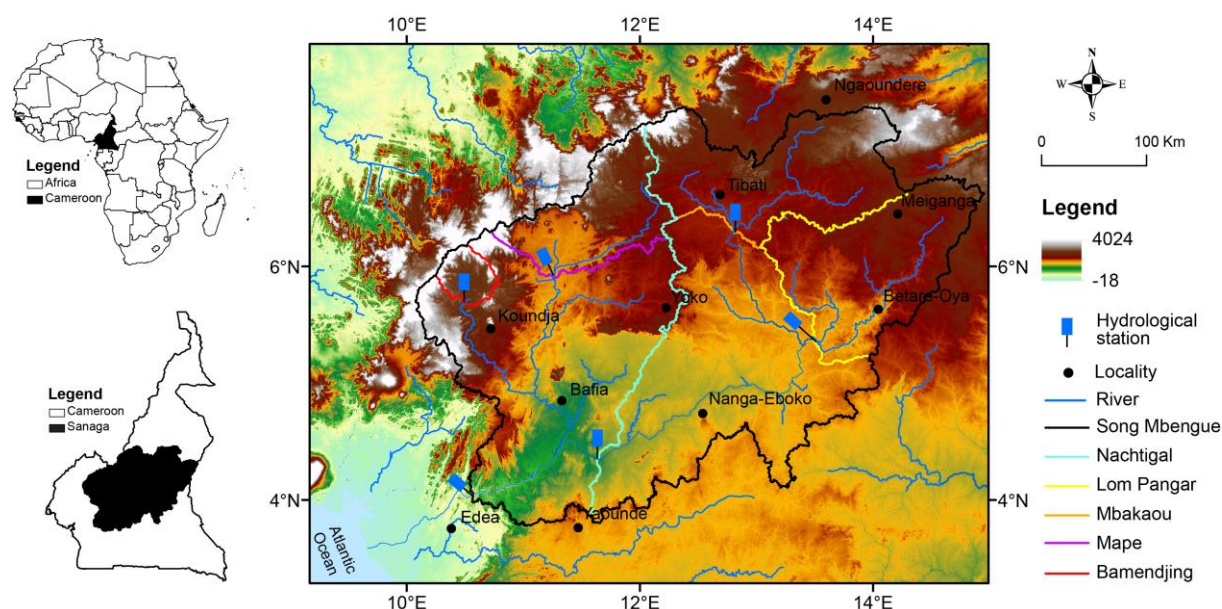 10°E
12°E
14°E
N
W
E
S
0
100 Km
Legend
Africa
Cameroon
Legend
Cameroon
Sanaga
6°N
4°N
Ngaoundere
Tibati
Meiganga
Yoko
Betare-Oya
Koundja
Bafia
Nanga-Eboko
Edea
Yaounde
Atlantic
Ocean
6°N
4°N
10°E
12°E
14°E
Legend
4024
-18
Hydrological
station
Locality
River
Song Mbengue
Nachtigal
Lom Pangar
Mbakaou
Mape
Bamendjing